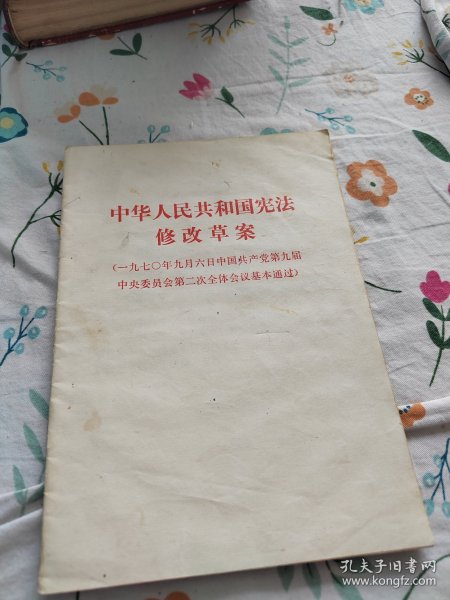 中华人民共和国宪法
修改草案
(一九七〇年九月六日中国共产党第九届
中央委员会第二次全体会议基本通过)
孔夫子旧书网
www.kongfz.com